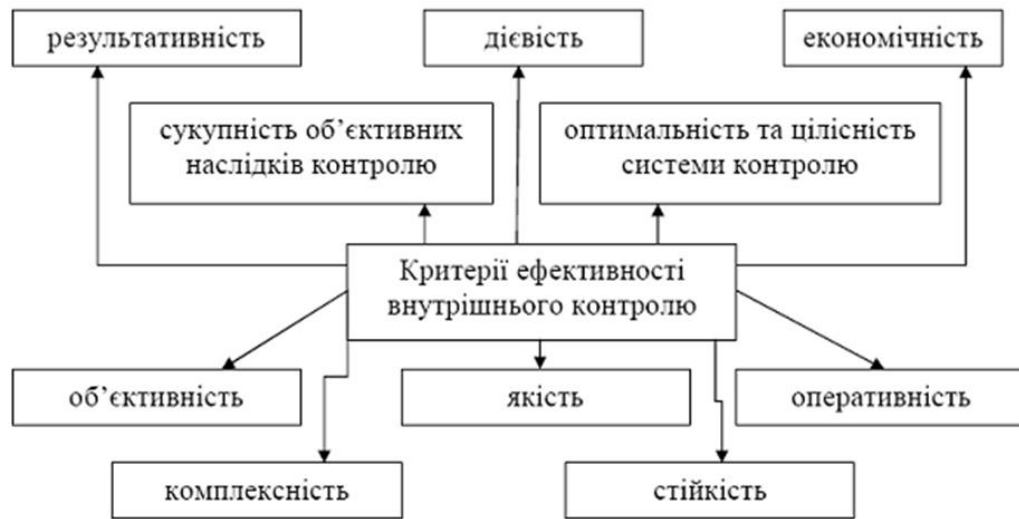 результативність
дієвість
економічність
сукупність об’єктивних
наслідків контролю
оптимальність та цілісність
системи контролю
Критерії ефективності
внутрішнього контролю
об’єктивність
якість
оперативність
комплексність
стійкість